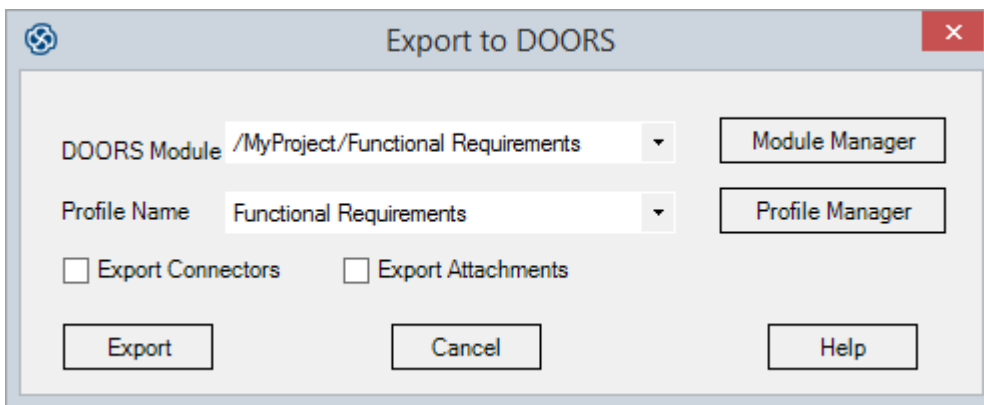 Export to DOORS
DOORS Module /MyProject/Functional Requirements Module Manager
Profile Name Functional Requirements Profile Manager
Export Connectors Export Attachments
Export Cancel Help